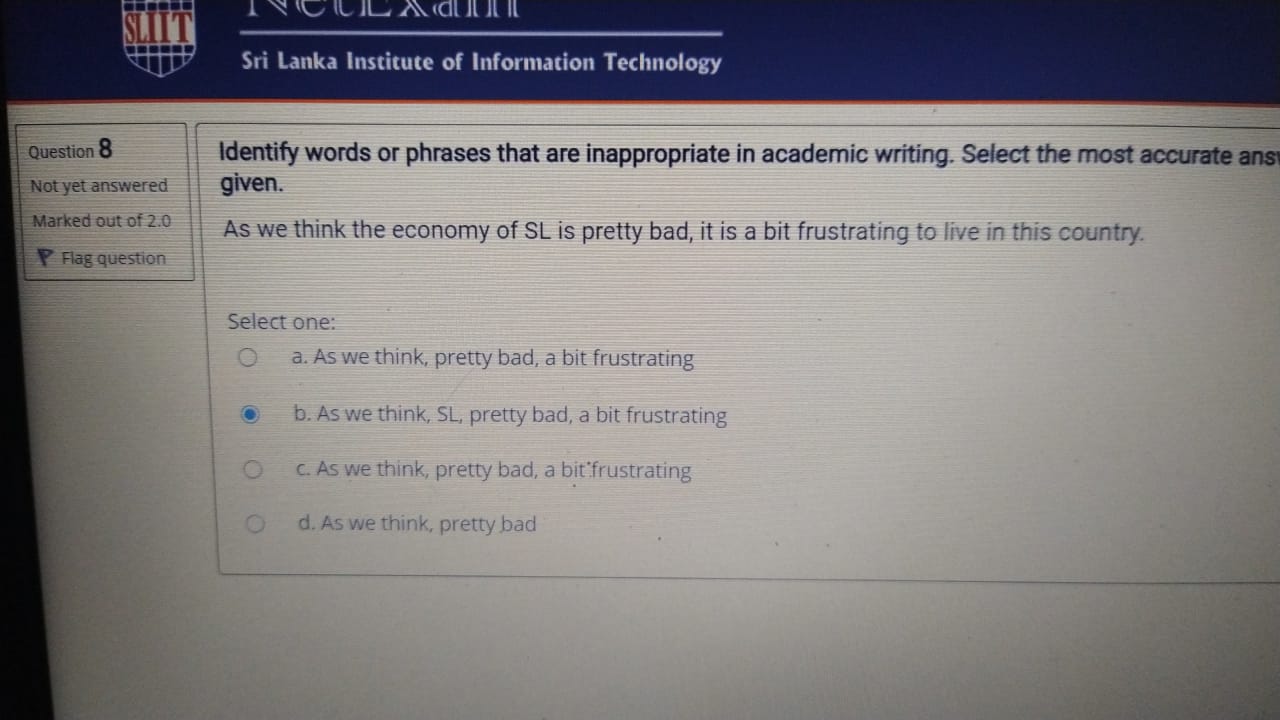 SLIIT
NetExam
Sri Lanka Institute of Information Technology
Question 8
Not yet answered
Marked out of 2.0
Flag question
Identify words or phrases that are inappropriate in academic writing. Select the most accurate
given.
As we think the economy of SL is pretty bad, it is a bit frustrating to live in this country.
Select one:
a. As we think, pretty bad, a bit frustrating
b. As we think, SL, pretty bad, a bit frustrating
c. As we think, pretty bad, a bit frustrating
d. As we think, pretty bad